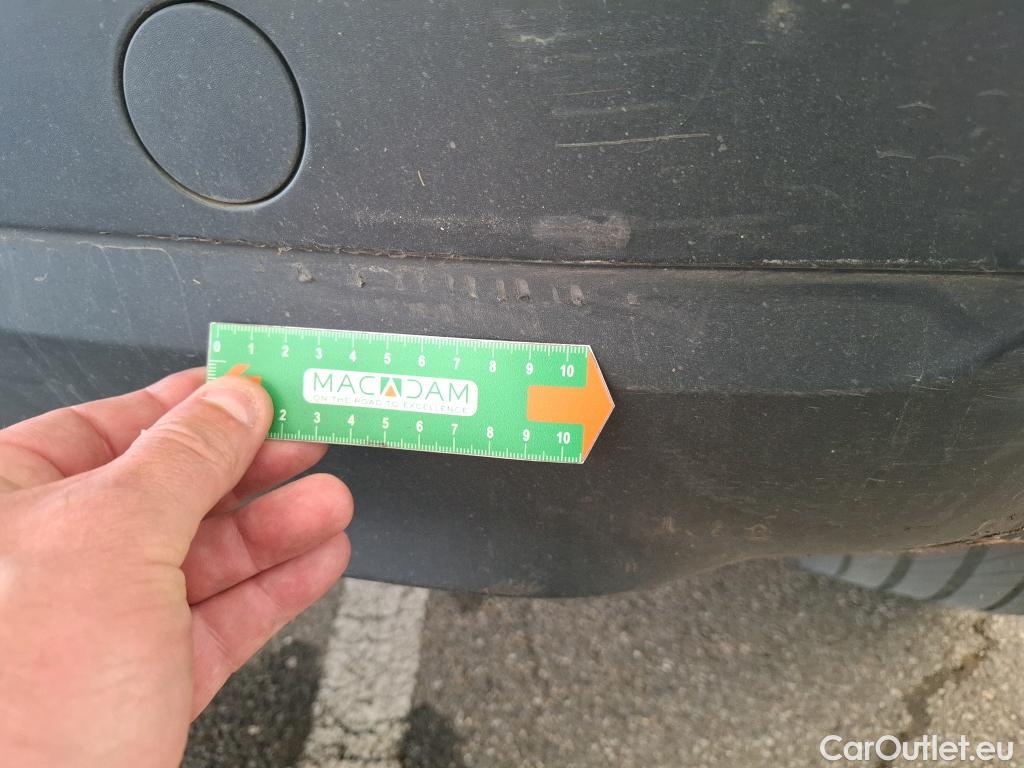 0 1 2 3 4 5 6 7 8 9 10
MACADAM
ON THE ROAD TO EXCELLENCE
2 3 4 5 6 7 8 9 10
CarOutlet.eu